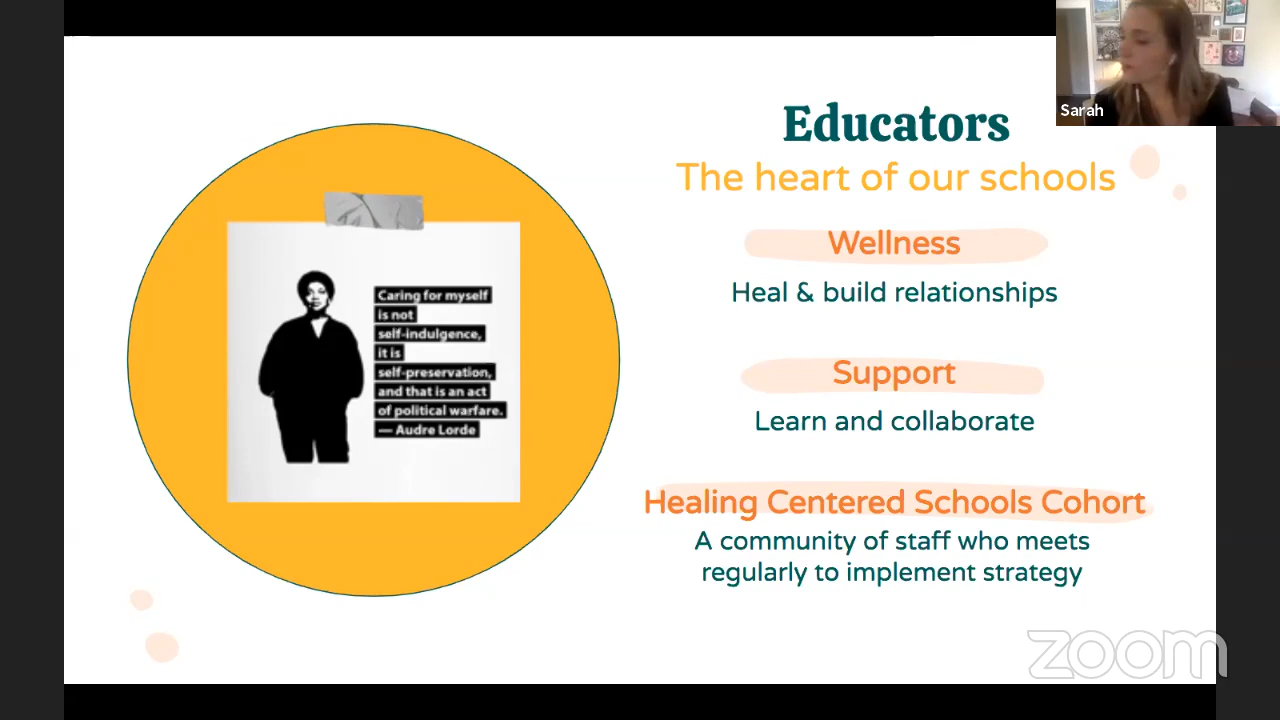 Sarah
Educators
The heart of our schools
Caring for myself
is not
self-indulgence,
it is
self-preservation,
and that is an act
of political warfare.
— Audre Lorde
Wellness
Heal & build relationships
Support
Learn and collaborate
Healing Centered Schools Cohort
A community of staff who meets
regularly to implement strategy
zoom